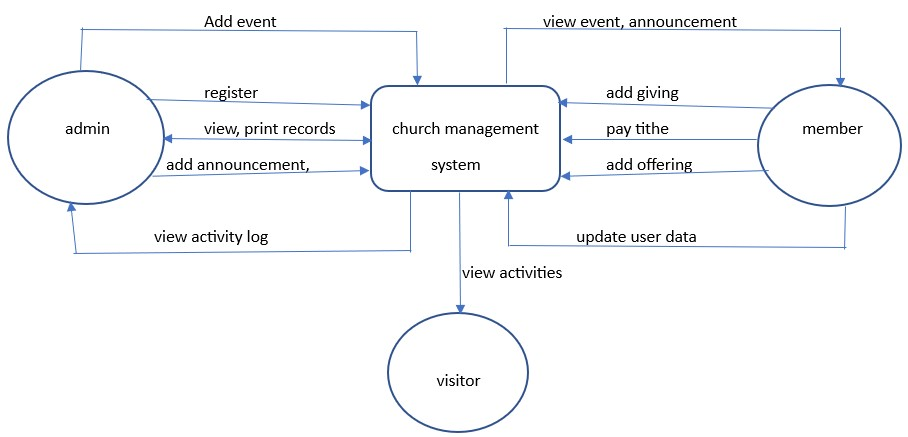 Add event
view event, announcement
register
add giving
admin
view, print records
church management
system
pay tithe
member
add announcement,
add offering
view activity log
update user data
view activities
visitor